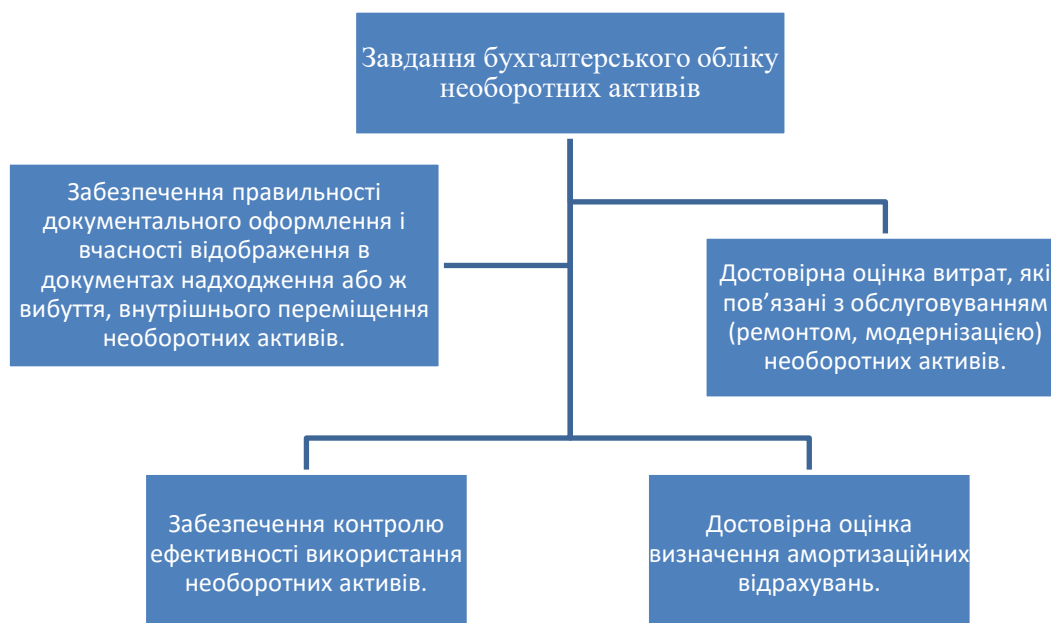 Завдання бухгалтерського обліку
необоротних активів
Забезпечення правильності
документального оформлення і
вчасності відображення в
документах надходження або ж
вибуття, внутрішнього переміщення
необоротних активів.
Достовірна оцінка витрат, які
пов’язані з обслуговуванням
(ремонтом, модернізацією)
необоротних активів.
Забезпечення контролю
ефективності використання
необоротних активів.
Достовірна оцінка
визначення амортизаційних
відрахувань.